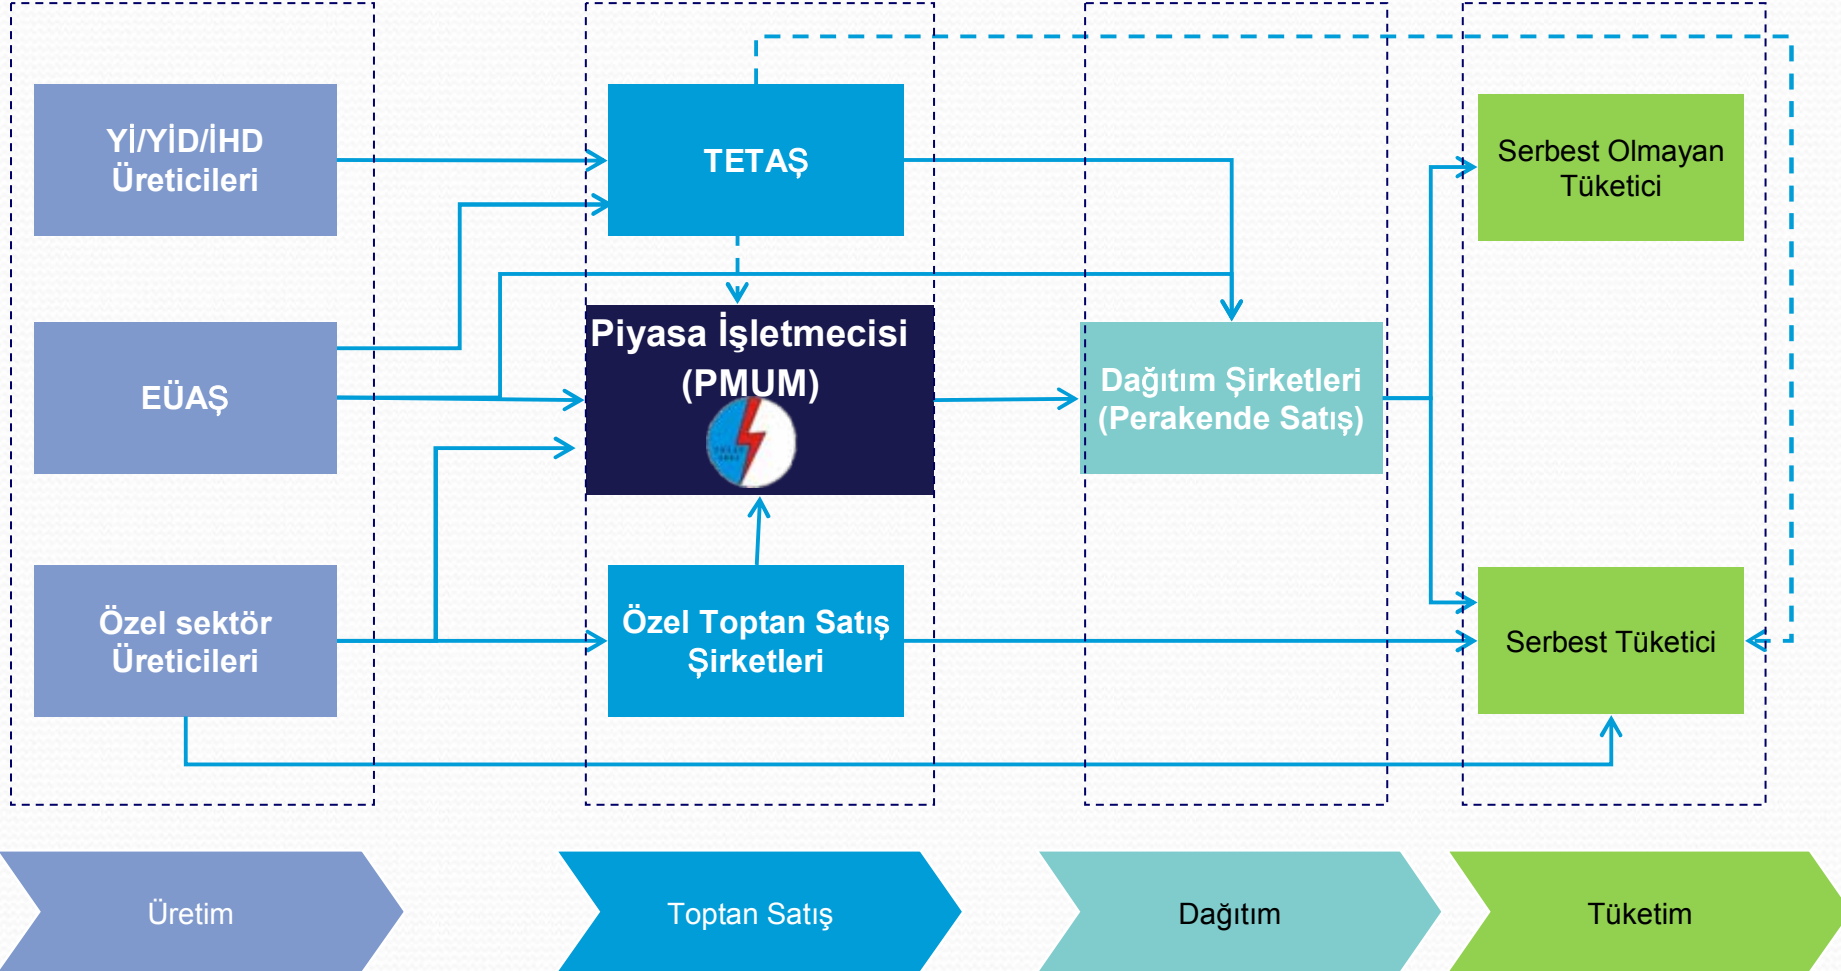 Yİ/YİD/İHD
Üreticileri
TETAŞ
Serbest Olmayan
Tüketici
EÜAŞ
Piyasa İşletmecisi
(PMUM)
Dağıtım Şirketleri
(Perakende Satış)
Özel sektör
Üreticileri
Özel Toptan Satış
Şirketleri
Serbest Tüketici
Üretim
Toptan Satış
Dağıtım
Tüketim